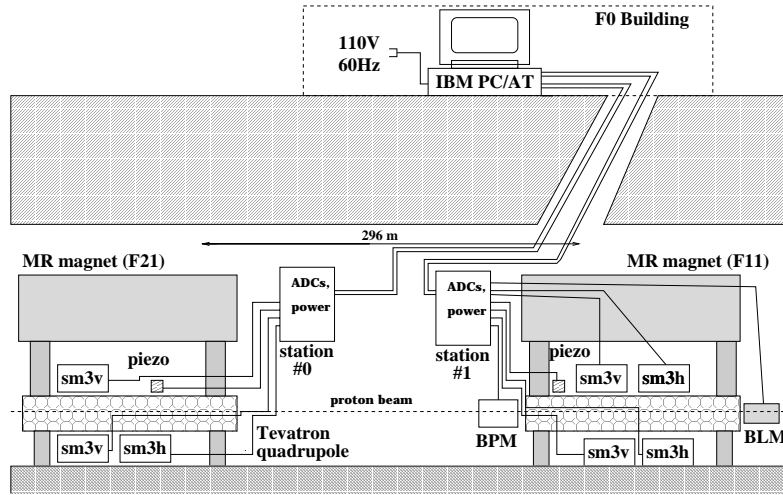 F0 Building
110V
60Hz
IBM PC/AT
296 m
MR magnet (F21)
MR magnet (F11)
ADCs,
power
station
#0
ADCs,
power
station
#1
piezo
sm3v
piezo
sm3v
sm3h
proton beam
BPM
BLM
sm3v
sm3h
Tevatron
quadrupole
sm3v
sm3h